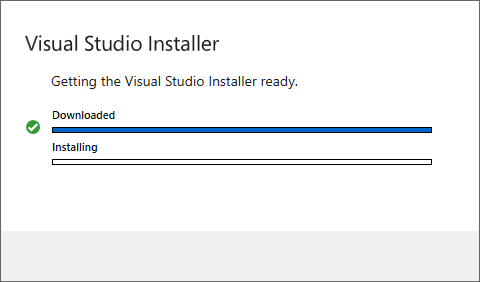 Visual Studio Installer
Getting the Visual Studio Installer ready.
Downloaded
Installing